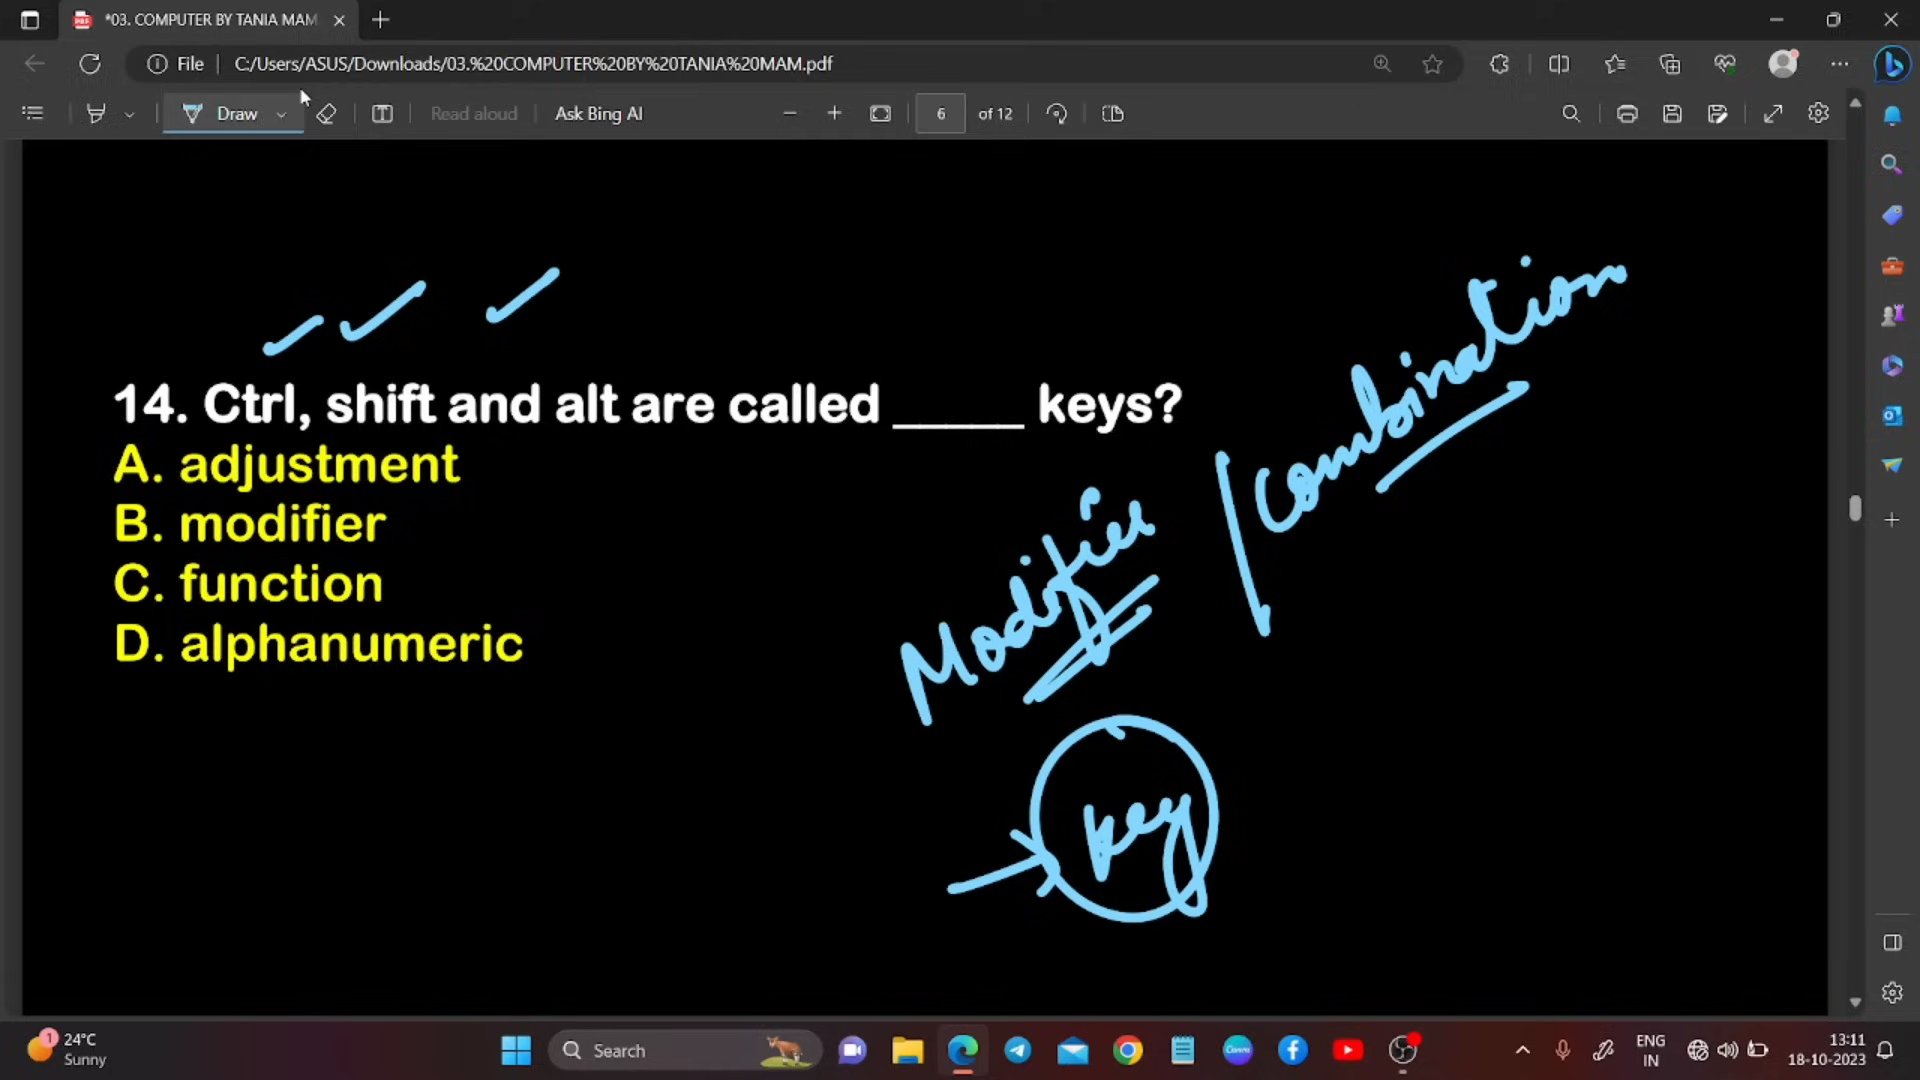 *03. COMPUTER BY TANIA MAM
File
C:/Users/ASUS/Downloads/03.%20COMPUTER%20BY%20TANIA%20MAM.pdf
Draw
Read aloud
Ask Bing AI
6
of 12
14. Ctrl, shift and alt are called _____ keys?
A. adjustment
B. modifier
C. function
D. alphanumeric
Modifier / Combination
key
1
24°C
Sunny
Search
Canva
ENG
IN
13:11
18-10-2023